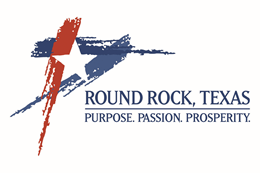 ROUND ROCK, TEXAS
PURPOSE. PASSION. PROSPERITY.